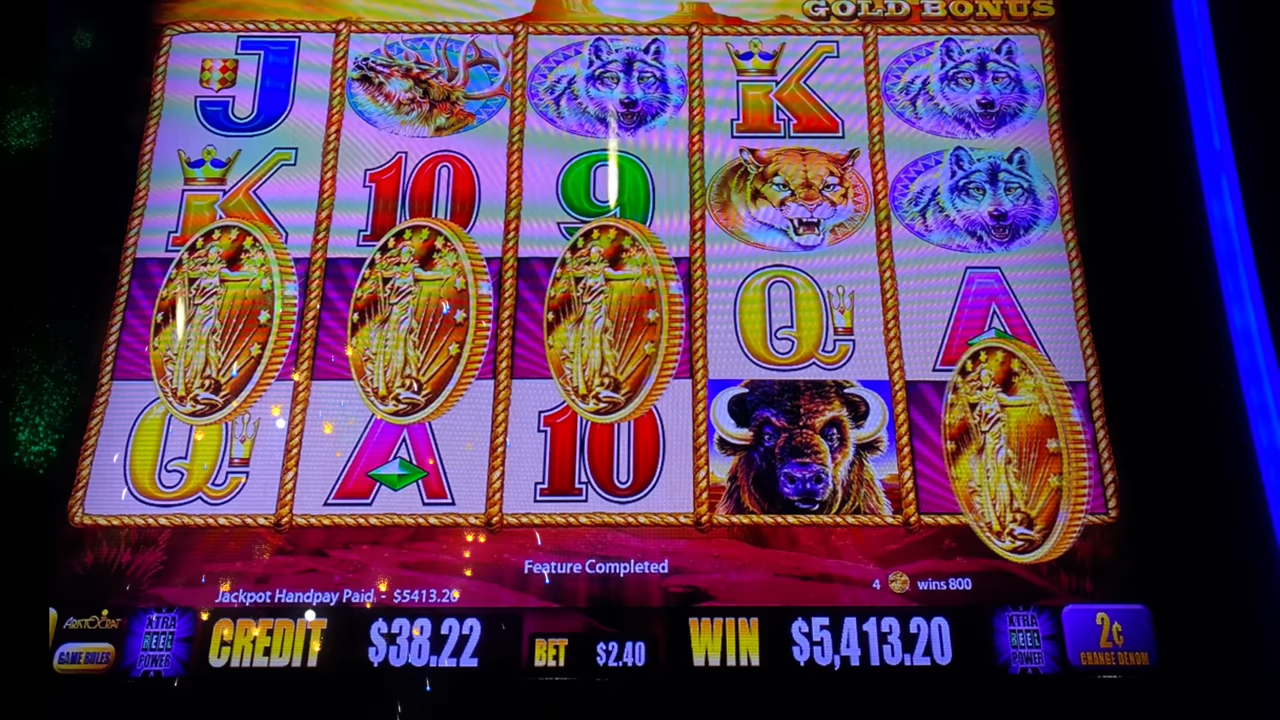 GOLD BONUS
J
K
K
10
9
Q
A
Q
A
10
Feature Completed
4 wins 800
Jackpot Handpay Paid - $5413.20
ARISTOCRAT
GAME RULES
XTRA
REEL
POWER
CREDIT $38.22
BET $2.40
WIN $5,413.20
XTRA
REEL
POWER
2¢
CHANGE DENOM